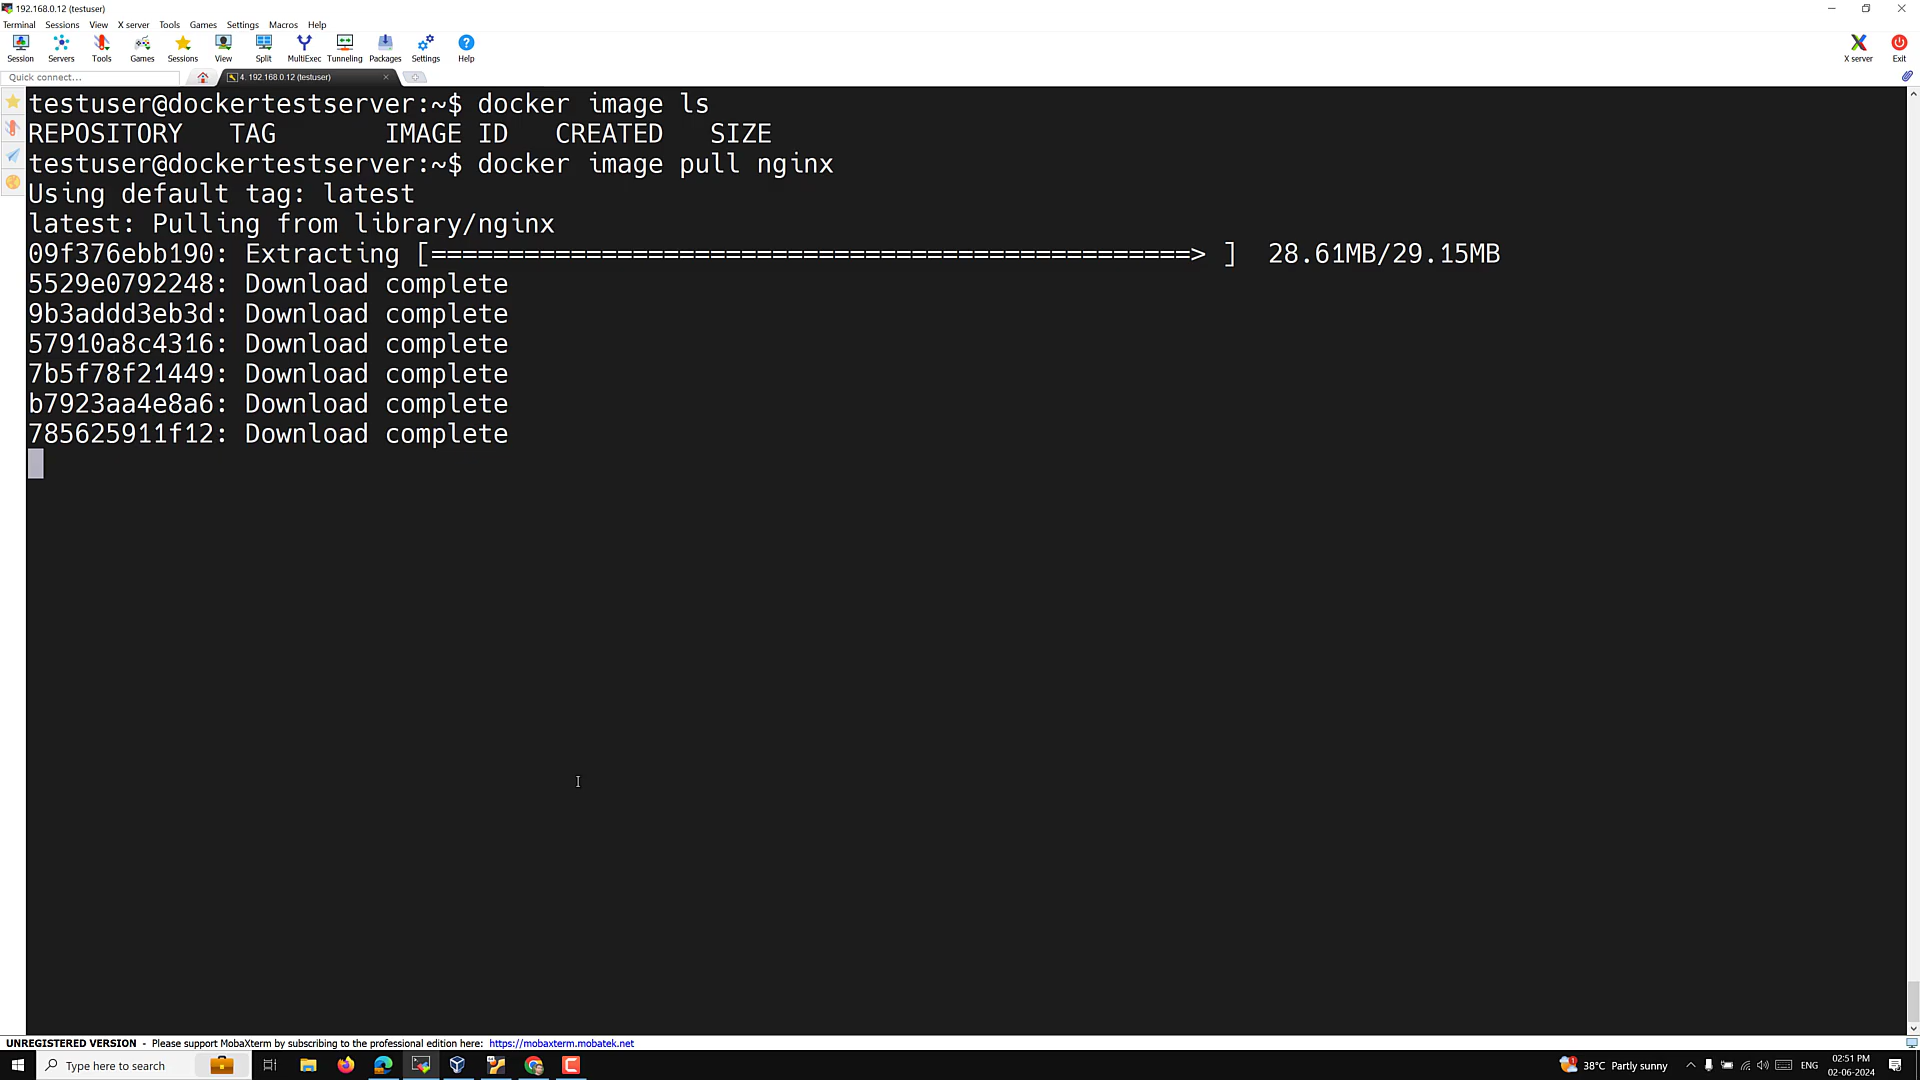 192.168.0.12 (testuser)
Terminal Sessions View X server Tools Games Settings Macros Help
Session Servers Tools Games Sessions View Split MultiExec Tunneling Packages Settings Help X server Exit
Quick connect... 4. 192.168.0.12 (testuser)
testuser@dockertestserver:~$ docker image ls
REPOSITORY TAG IMAGE ID CREATED SIZE
testuser@dockertestserver:~$ docker image pull nginx
Using default tag: latest
latest: Pulling from library/nginx
09f376ebb190: Extracting [=================================================> ] 28.61MB/29.15MB
5529e0792248: Download complete
9b3addd3eb3d: Download complete
57910a8c4316: Download complete
7b5f78f21449: Download complete
b7923aa4e8a6: Download complete
785625911f12: Download complete
UNREGISTERED VERSION - Please support MobaXterm by subscribing to the professional edition here: https://mobaxterm.mobatek.net
Type here to search 38°C Partly sunny ENG 02:51 PM
02-06-2024